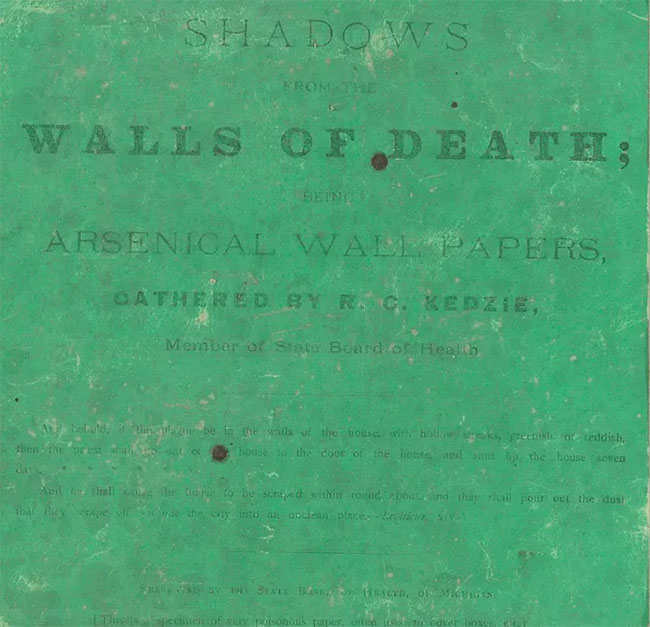 SHADOWS
FROM THE
WALLS OF DEATH;
BEING
ARSENICAL WALL PAPERS,
GATHERED BY R. C. KEDZIE,
Member of State Board of Health
And behold, if the plague be in the walls of the house, with hollow streaks, greenish or reddish,
then the priest shall go out of house to the door of the house, and shut up the house seven
days.
And he shall cause the house to be scraped within round about, and they shall pour out the dust
that they scrape off without the city into an unclean place.—Leviticus,
PRESENTED BY THE STATE BOARD OF HEALTH, OF MICHIGAN
[This is a specimen of very poisonous paper, often used to cover boxes,